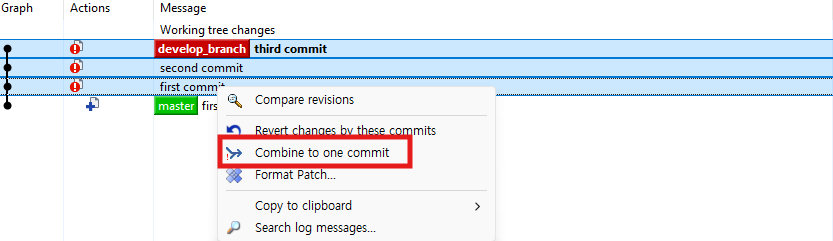 Graph Actions Message
Working tree changes
develop_branch third commit
second commit
first commit
master firs
Compare revisions
Revert changes by these commits
Combine to one commit
Format Patch...
Copy to clipboard
Search log messages...